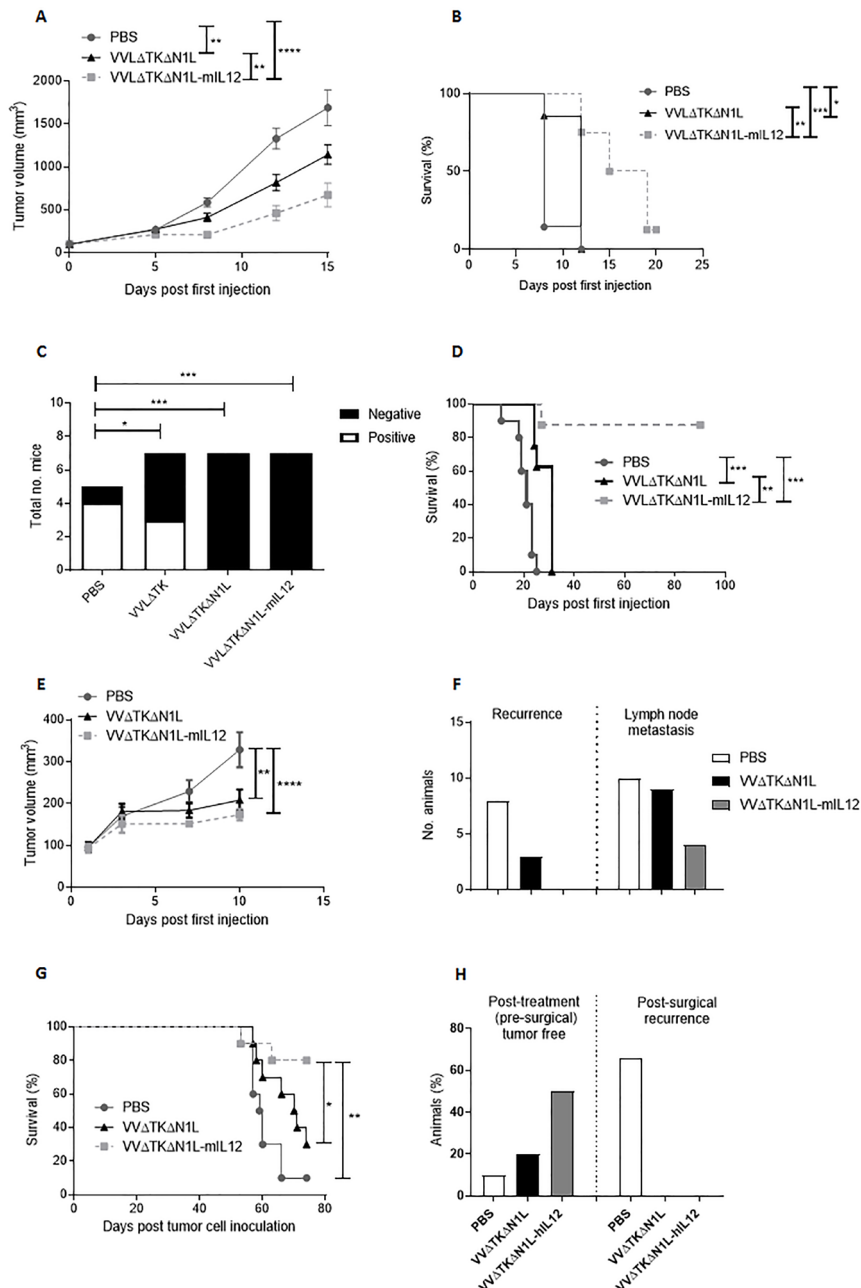 A
PBS
VVLΔTKΔN1L
VVLΔTKΔN1L-mIL12
**
**
****
Tumor volume (mm³)
2000
1500
1000
500
0
0 5 10 15
Days post first injection
B
PBS
VVLΔTKΔN1L
VVLΔTKΔN1L-mIL12
**
***
*
Survival (%)
100
50
0
0 5 10 15 20 25
Days post first injection
C
***
***
*
Total no. mice
10
8
6
4
2
0
Negative
Positive
PBS
VVLΔTK
VVLΔTKΔN1L
VVLΔTKΔN1L-mIL12
D
Survival (%)
100
80
60
40
20
0
PBS
VVLΔTKΔN1L
VVLΔTKΔN1L-mIL12
***
**
***
0 20 40 60 80 100
Days post first injection
E
PBS
VVΔTKΔN1L
VVΔTKΔN1L-mIL12
Tumor volume (mm³)
400
300
200
100
0
**
****
0 5 10 15
Days post first injection
F
Recurrence
Lymph node
metastasis
PBS
VVΔTKΔN1L
VVΔTKΔN1L-mIL12
No. animals
15
10
5
0
G
Survival (%)
100
80
60
40
20
0
PBS
VVΔTKΔN1L
VVΔTKΔN1L-mIL12
*
**
0 20 40 60 80
Days post tumor cell inoculation
H
Post-treatment
(pre-surgical)
tumor free
Post-surgical
recurrence
Animals (%)
80
60
40
20
0
PBS
VVΔTKΔN1L
VVΔTKΔN1L-hIL12
PBS
VVΔTKΔN1L
VVΔTKΔN1L-hIL12